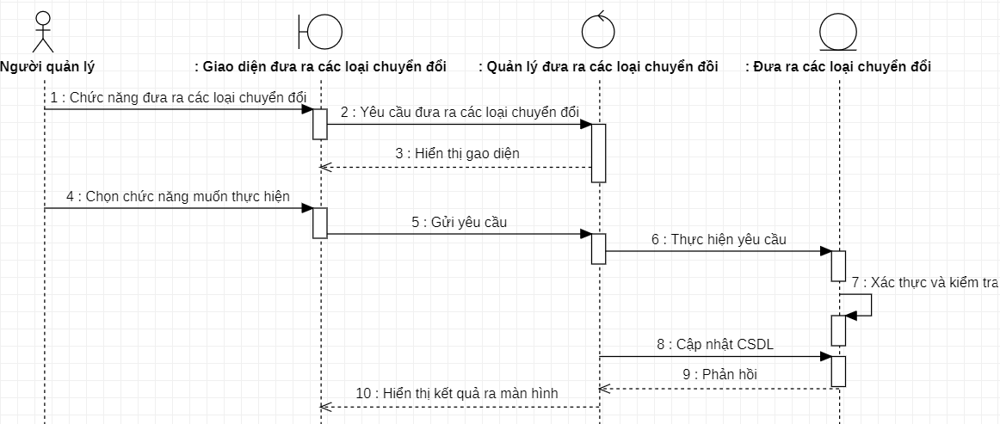 Người quản lý
: Giao diện đưa ra các loại chuyển đổi
: Quản lý đưa ra các loại chuyển đồi
: Đưa ra các loại chuyển đổi
1 : Chức năng đưa ra các loại chuyển đổi
2 : Yêu cầu đưa ra các loại chuyển đổi
3 : Hiển thị gao diện
4 : Chọn chức năng muốn thực hiện
5 : Gửi yêu cầu
6 : Thực hiện yêu cầu
7 : Xác thực và kiểm tra
8 : Câp nhật CSDL
9 : Phản hồi
10 : Hiển thị kết quả ra màn hình